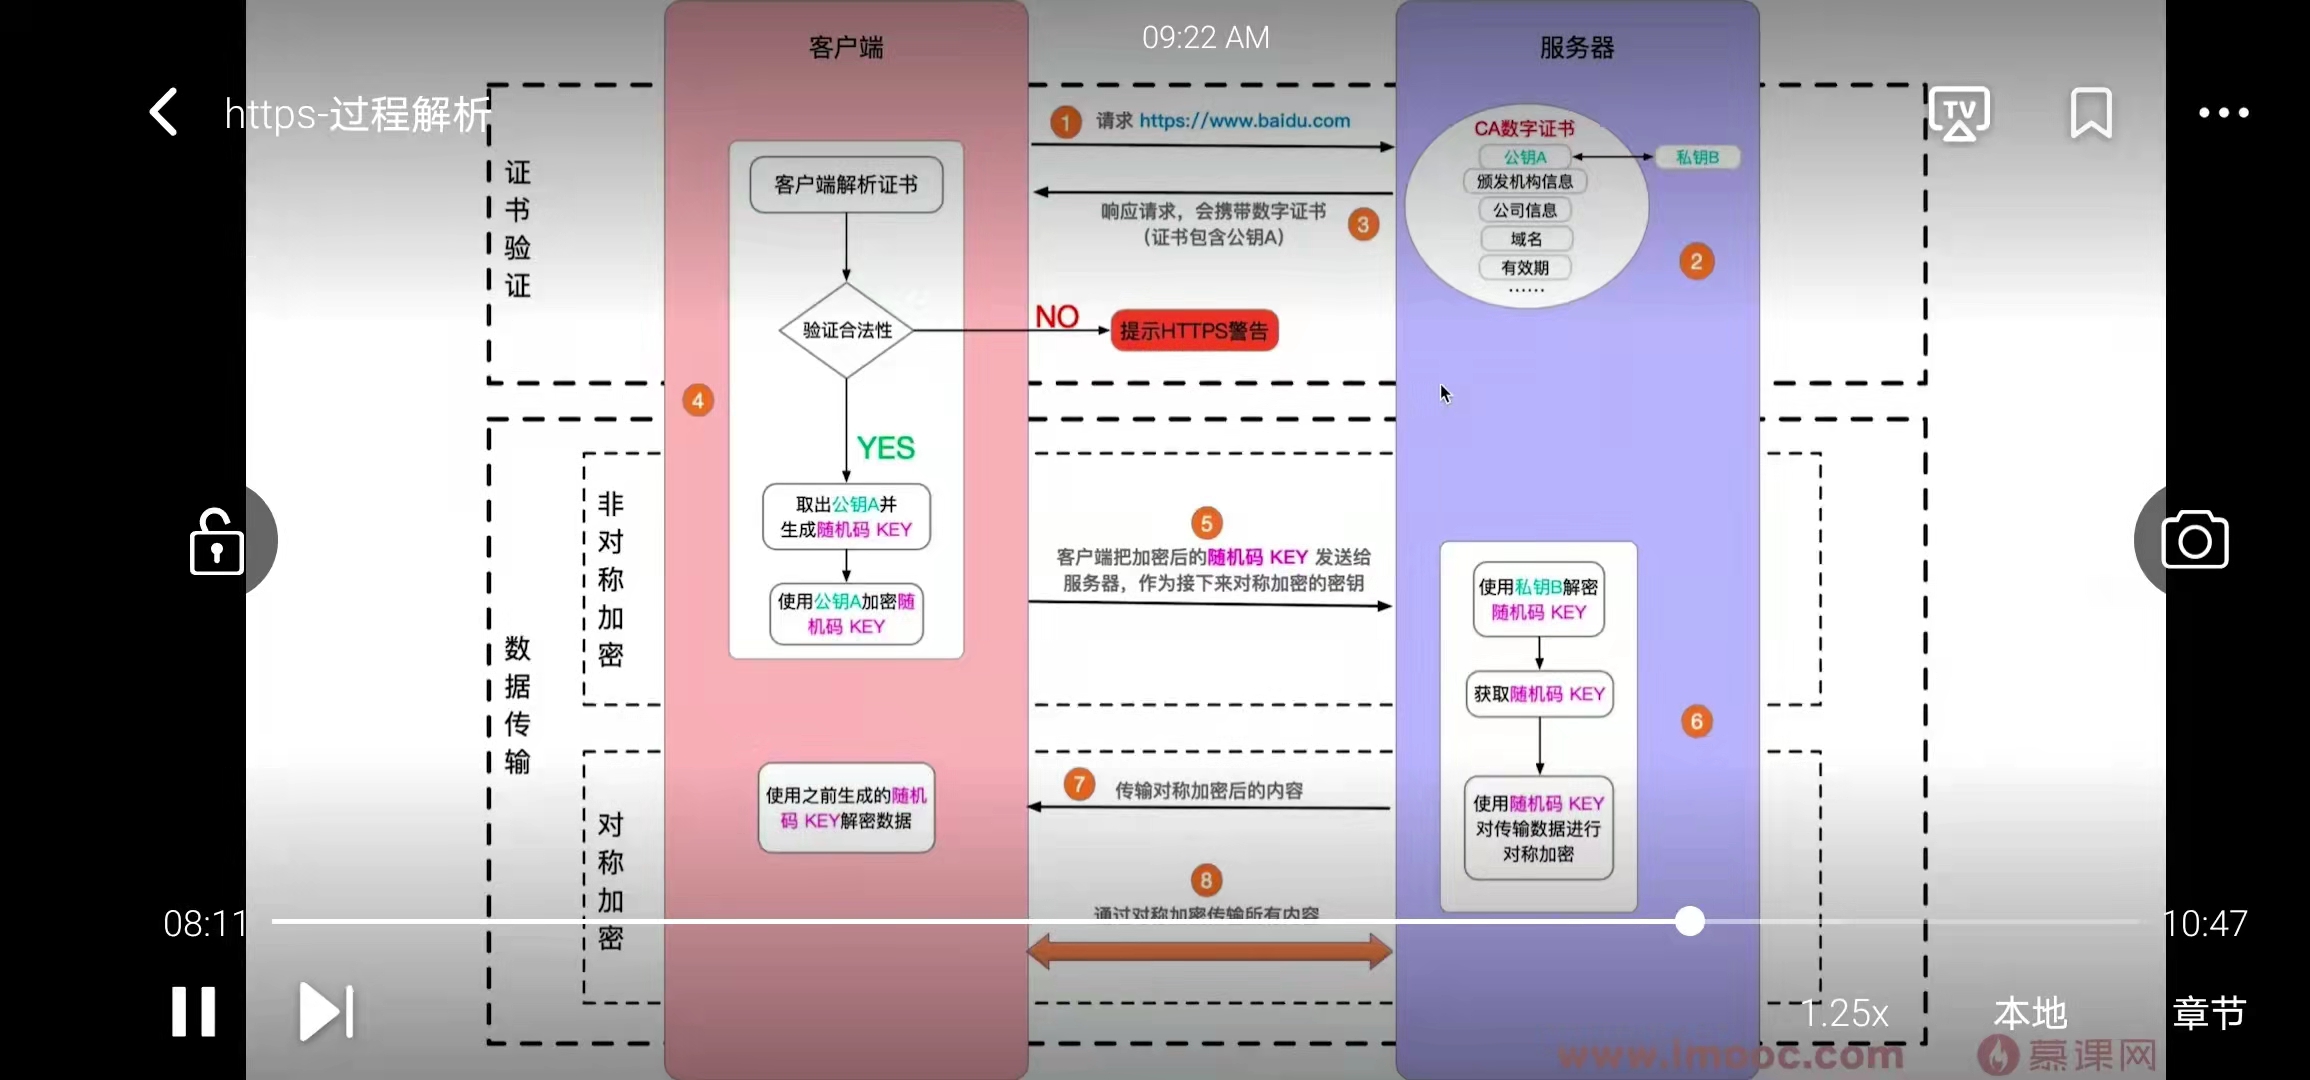 客户端
09:22 AM
服务器
https-过程解析
TV
证书验证
1
请求 https://www.baidu.com
CA数字证书
公钥A
私钥B
颁发机构信息
公司信息
域名
有效期
……
2
响应请求，会携带数字证书
（证书包含公钥A）
3
客户端解析证书
验证合法性
NO
提示HTTPS警告
4
YES
数据传输
非对称加密
取出公钥A并
生成随机码 KEY
使用公钥A加密随
机码 KEY
5
客户端把加密后的随机码 KEY 发送给
服务器，作为接下来对称加密的密钥
使用私钥B解密
随机码 KEY
获取随机码 KEY
6
使用随机码 KEY
对传输数据进行
对称加密
对称加密
7
传输对称加密后的内容
使用之前生成的随机
码 KEY解密数据
8
通过对称加密传输所有内容
08:11
10:47
1.25x
本地
章节
www.imooc.com
慕课网